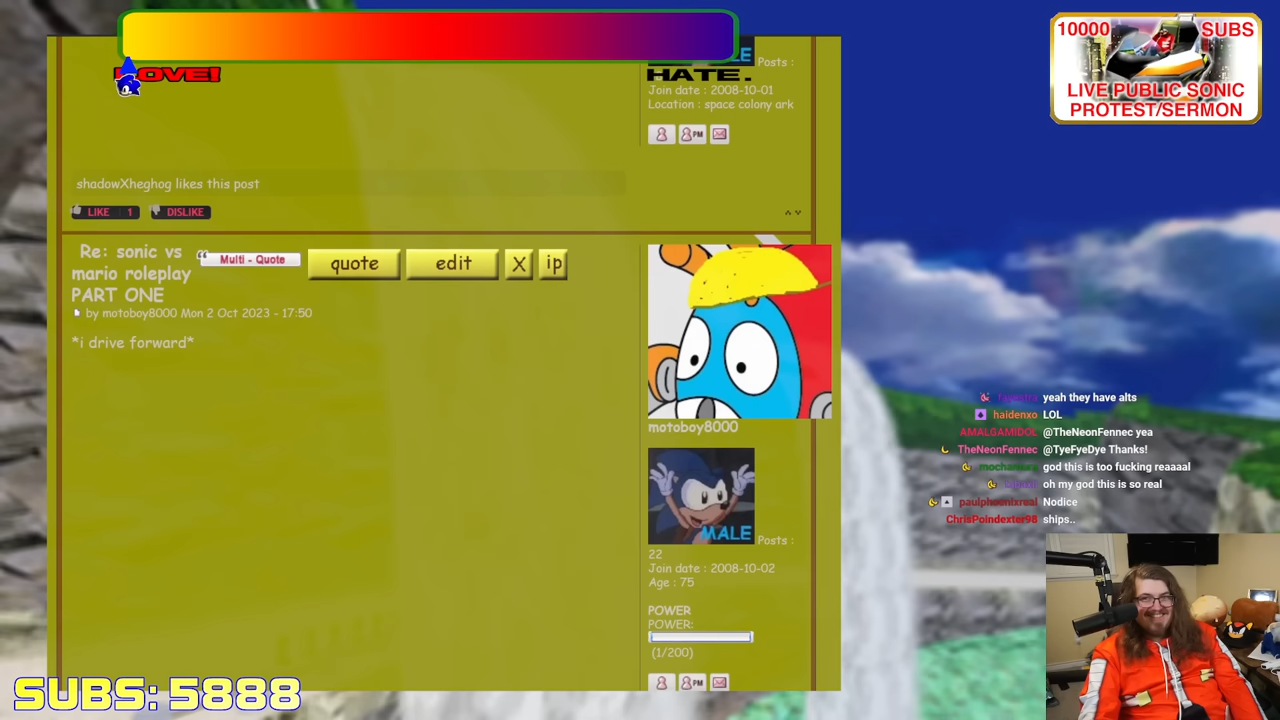 10000 SUBS
LIVE PUBLIC SONIC
PROTEST/SERMON
LOVE!
HATE.
Posts :
Join date : 2008-10-01
Location : space colony ark
PM
shadowXheghog likes this post
LIKE 1
DISLIKE
Re: sonic vs
mario roleplay
PART ONE
Multi - Quote
quote
edit
X
ip
by motoboy8000 Mon 2 Oct 2023 - 17:50
*i drive forward*
motoboy8000
MALE
Posts :
22
Join date : 2008-10-02
Age : 75
POWER
POWER:
(1/200)
PM
yeah they have alts
haidenxo LOL
AMALGAMIDOL @TheNeonFennec yea
TheNeonFennec @TyeFyeDye Thanks!
god this is too fucking reaaaal
oh my god this is so real
paulphoenixreal Nodice
ChrisPoindexter98 ships..
SUBS: 5888